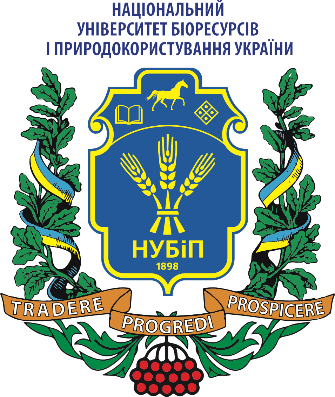 НАЦІОНАЛЬНИЙ
УНІВЕРСИТЕТ БІОРЕСУРСІВ
І ПРИРОДОКОРИСТУВАННЯ УКРАЇНИ
НУБіП
1898
TRADERE
PROGREDI
PROSPICERE